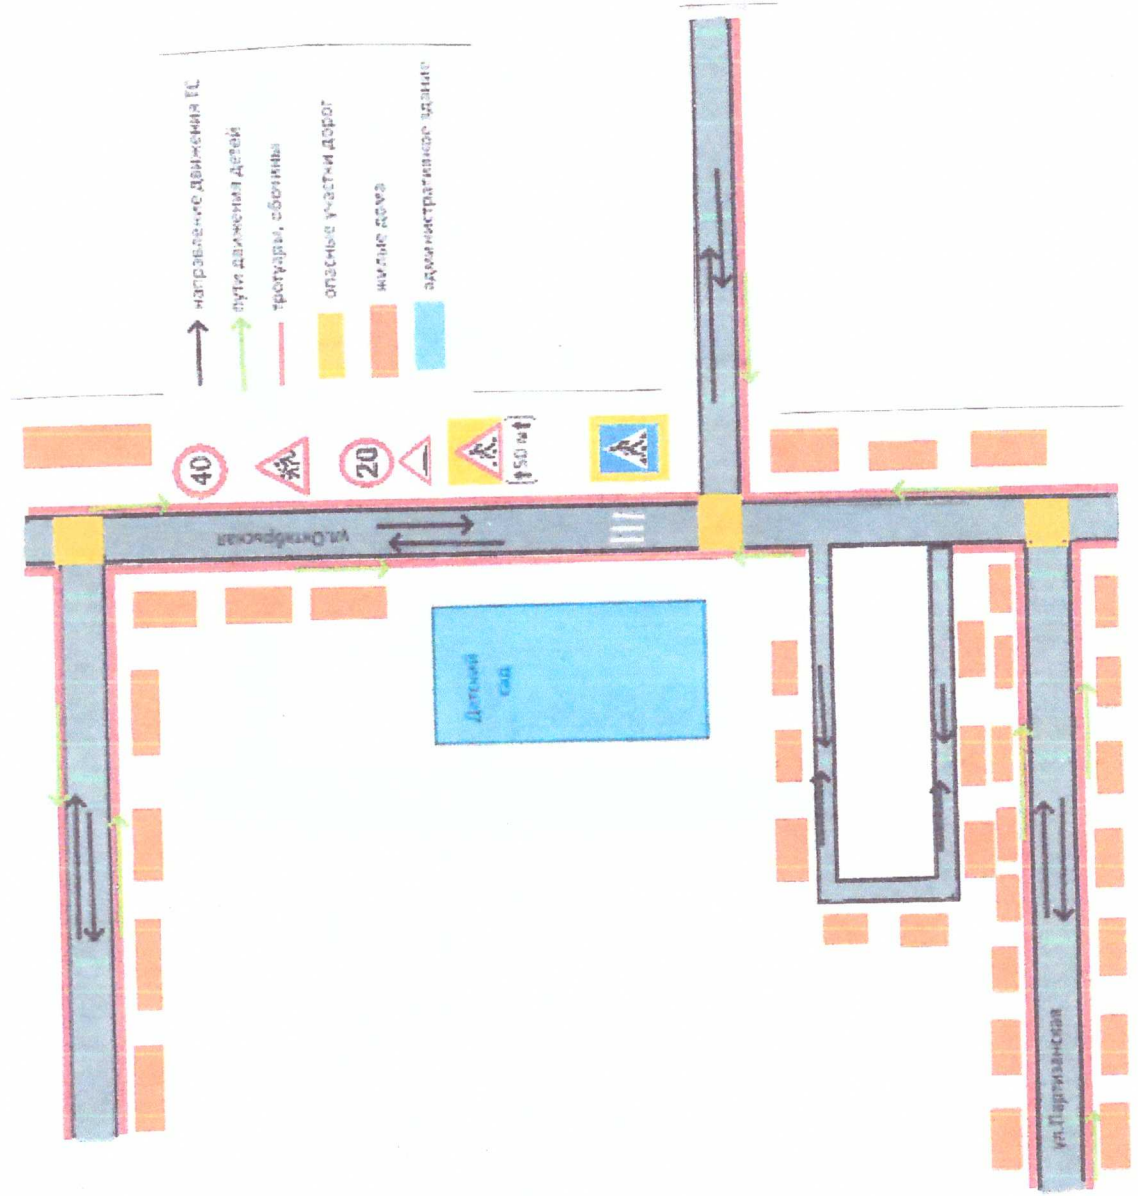 направление движения ТС
пути движения детей
тротуары, обочины
опасные участки дорог
жилые дома
административное здание
40
20
50 м
ул.Октябрьская
Детский
сад
ул.Партизанская